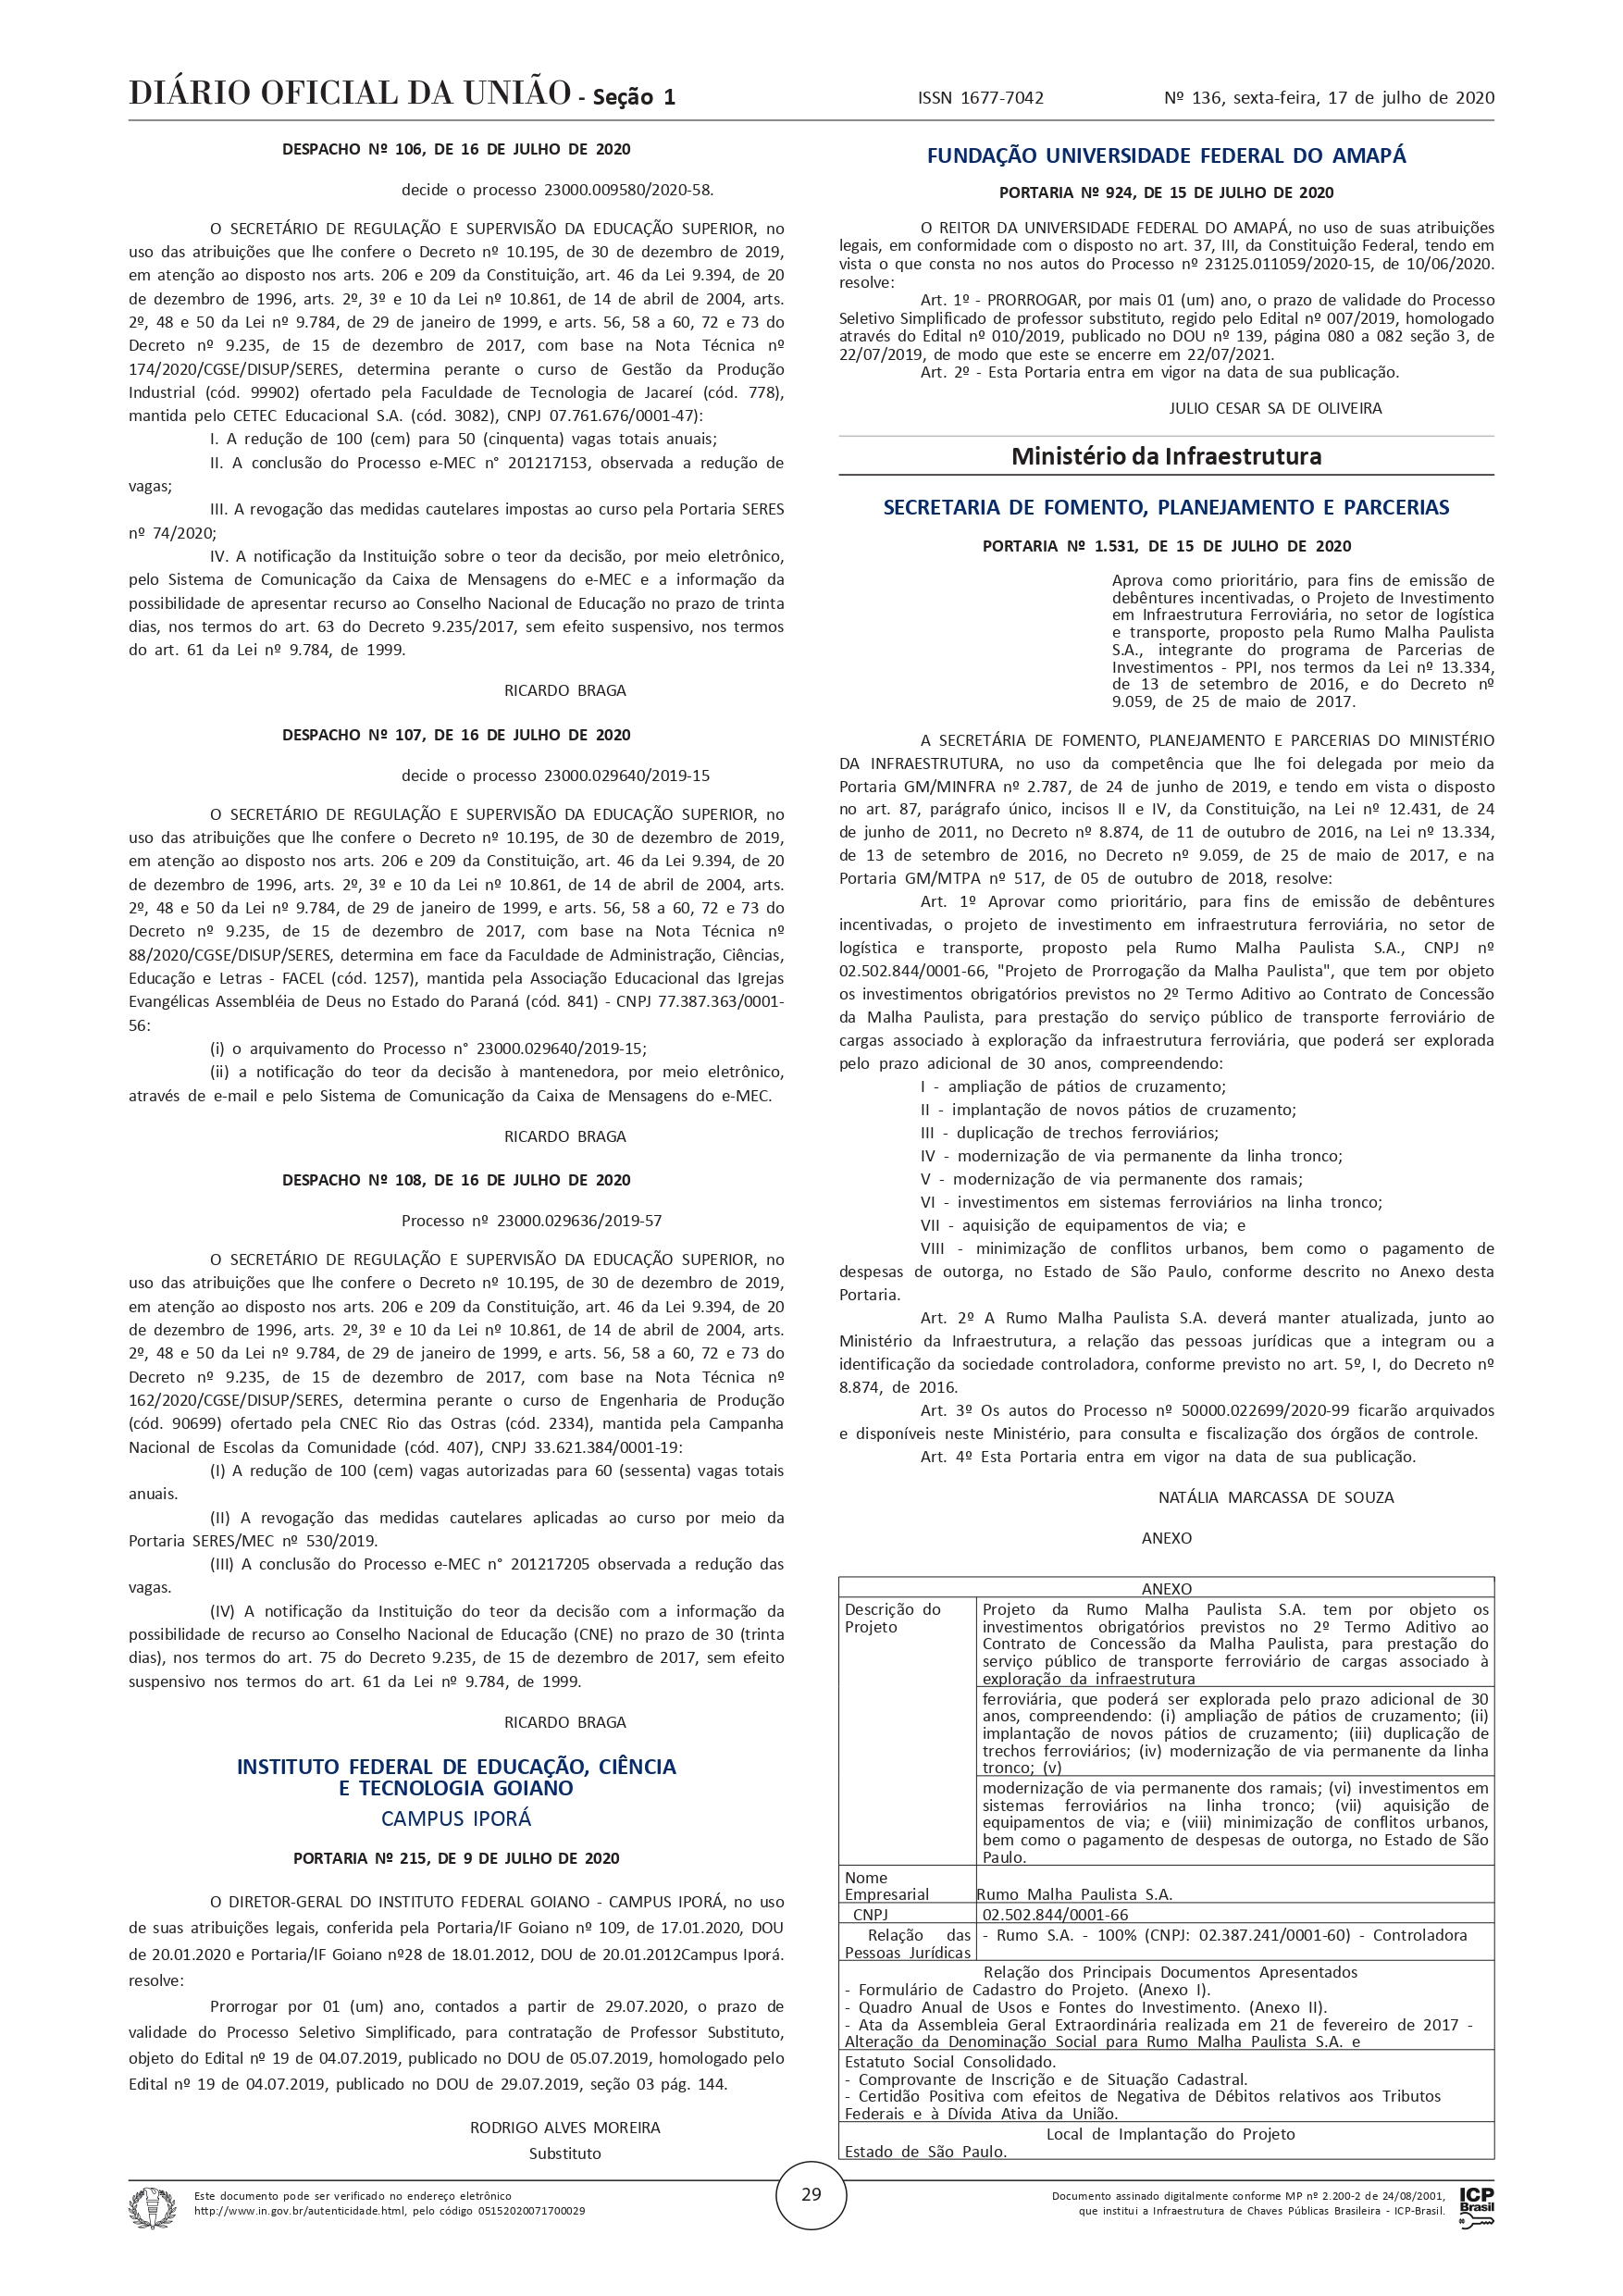 DIÁRIO OFICIAL DA UNIÃO - Seção 1
ISSN 1677-7042
Nº 136, sexta-feira, 17 de julho de 2020
DESPACHO Nº 106, DE 16 DE JULHO DE 2020
decide o processo 23000.009580/2020-58.
O SECRETÁRIO DE REGULAÇÃO E SUPERVISÃO DA EDUCAÇÃO SUPERIOR, no
uso das atribuições que lhe confere o Decreto nº 10.195, de 30 de dezembro de 2019,
em atenção ao disposto nos arts. 206 e 209 da Constituição, art. 46 da Lei 9.394, de 20
de dezembro de 1996, arts. 2º, 3º e 10 da Lei nº 10.861, de 14 de abril de 2004, arts.
2º, 48 e 50 da Lei nº 9.784, de 29 de janeiro de 1999, e arts. 56, 58 a 60, 72 e 73 do
Decreto nº 9.235, de 15 de dezembro de 2017, com base na Nota Técnica nº
174/2020/CGSE/DISUP/SERES, determina perante o curso de Gestão da Produção
Industrial (cód. 99902) ofertado pela Faculdade de Tecnologia de Jacareí (cód. 778),
mantida pelo CETEC Educacional S.A. (cód. 3082), CNPJ 07.761.676/0001-47):
I. A redução de 100 (cem) para 50 (cinquenta) vagas totais anuais;
II. A conclusão do Processo e-MEC n° 201217153, observada a redução de
vagas;
III. A revogação das medidas cautelares impostas ao curso pela Portaria SERES
nº 74/2020;
IV. A notificação da Instituição sobre o teor da decisão, por meio eletrônico,
pelo Sistema de Comunicação da Caixa de Mensagens do e-MEC e a informação da
possibilidade de apresentar recurso ao Conselho Nacional de Educação no prazo de trinta
dias, nos termos do art. 63 do Decreto 9.235/2017, sem efeito suspensivo, nos termos
do art. 61 da Lei nº 9.784, de 1999.
RICARDO BRAGA
DESPACHO Nº 107, DE 16 DE JULHO DE 2020
decide o processo 23000.029640/2019-15
O SECRETÁRIO DE REGULAÇÃO E SUPERVISÃO DA EDUCAÇÃO SUPERIOR, no
uso das atribuições que lhe confere o Decreto nº 10.195, de 30 de dezembro de 2019,
em atenção ao disposto nos arts. 206 e 209 da Constituição, art. 46 da Lei 9.394, de 20
de dezembro de 1996, arts. 2º, 3º e 10 da Lei nº 10.861, de 14 de abril de 2004, arts.
2º, 48 e 50 da Lei nº 9.784, de 29 de janeiro de 1999, e arts. 56, 58 a 60, 72 e 73 do
Decreto nº 9.235, de 15 de dezembro de 2017, com base na Nota Técnica nº
88/2020/CGSE/DISUP/SERES, determina em face da Faculdade de Administração, Ciências,
Educação e Letras - FACEL (cód. 1257), mantida pela Associação Educacional das Igrejas
Evangélicas Assembléia de Deus no Estado do Paraná (cód. 841) - CNPJ 77.387.363/0001-
56:
(i) o arquivamento do Processo n° 23000.029640/2019-15;
(ii) a notificação do teor da decisão à mantenedora, por meio eletrônico,
através de e-mail e pelo Sistema de Comunicação da Caixa de Mensagens do e-MEC.
RICARDO BRAGA
DESPACHO Nº 108, DE 16 DE JULHO DE 2020
Processo nº 23000.029636/2019-57
O SECRETÁRIO DE REGULAÇÃO E SUPERVISÃO DA EDUCAÇÃO SUPERIOR, no
uso das atribuições que lhe confere o Decreto nº 10.195, de 30 de dezembro de 2019,
em atenção ao disposto nos arts. 206 e 209 da Constituição, art. 46 da Lei 9.394, de 20
de dezembro de 1996, arts. 2º, 3º e 10 da Lei nº 10.861, de 14 de abril de 2004, arts.
2º, 48 e 50 da Lei nº 9.784, de 29 de janeiro de 1999, e arts. 56, 58 a 60, 72 e 73 do
Decreto nº 9.235, de 15 de dezembro de 2017, com base na Nota Técnica nº
162/2020/CGSE/DISUP/SERES, determina perante o curso de Engenharia de Produção
(cód. 90699) ofertado pela CNEC Rio das Ostras (cód. 2334), mantida pela Campanha
Nacional de Escolas da Comunidade (cód. 407), CNPJ 33.621.384/0001-19:
(I) A redução de 100 (cem) vagas autorizadas para 60 (sessenta) vagas totais
anuais.
(II) A revogação das medidas cautelares aplicadas ao curso por meio da
Portaria SERES/MEC nº 530/2019.
(III) A conclusão do Processo e-MEC n° 201217205 observada a redução das
vagas.
(IV) A notificação da Instituição do teor da decisão com a informação da
possibilidade de recurso ao Conselho Nacional de Educação (CNE) no prazo de 30 (trinta
dias), nos termos do art. 75 do Decreto 9.235, de 15 de dezembro de 2017, sem efeito
suspensivo nos termos do art. 61 da Lei nº 9.784, de 1999.
RICARDO BRAGA
INSTITUTO FEDERAL DE EDUCAÇÃO, CIÊNCIA
E TECNOLOGIA GOIANO
CAMPUS IPORÁ
PORTARIA Nº 215, DE 9 DE JULHO DE 2020
O DIRETOR-GERAL DO INSTITUTO FEDERAL GOIANO - CAMPUS IPORÁ, no uso
de suas atribuições legais, conferida pela Portaria/IF Goiano nº 109, de 17.01.2020, DOU
de 20.01.2020 e Portaria/IF Goiano nº28 de 18.01.2012, DOU de 20.01.2012Campus Iporá.
resolve:
Prorrogar por 01 (um) ano, contados a partir de 29.07.2020, o prazo de
validade do Processo Seletivo Simplificado, para contratação de Professor Substituto,
objeto do Edital nº 19 de 04.07.2019, publicado no DOU de 05.07.2019, homologado pelo
Edital nº 19 de 04.07.2019, publicado no DOU de 29.07.2019, seção 03 pág. 144.
RODRIGO ALVES MOREIRA
Substituto
FUNDAÇÃO UNIVERSIDADE FEDERAL DO AMAPÁ
PORTARIA Nº 924, DE 15 DE JULHO DE 2020
O REITOR DA UNIVERSIDADE FEDERAL DO AMAPÁ, no uso de suas atribuições
legais, em conformidade com o disposto no art. 37, III, da Constituição Federal, tendo em
vista o que consta no nos autos do Processo nº 23125.011059/2020-15, de 10/06/2020.
resolve:
Art. 1º - PRORROGAR, por mais 01 (um) ano, o prazo de validade do Processo
Seletivo Simplificado de professor substituto, regido pelo Edital nº 007/2019, homologado
através do Edital nº 010/2019, publicado no DOU nº 139, página 080 a 082 seção 3, de
22/07/2019, de modo que este se encerre em 22/07/2021.
Art. 2º - Esta Portaria entra em vigor na data de sua publicação.
JULIO CESAR SA DE OLIVEIRA
Ministério da Infraestrutura
SECRETARIA DE FOMENTO, PLANEJAMENTO E PARCERIAS
PORTARIA Nº 1.531, DE 15 DE JULHO DE 2020
Aprova como prioritário, para fins de emissão de
debêntures incentivadas, o Projeto de Investimento
em Infraestrutura Ferroviária, no setor de logística
e transporte, proposto pela Rumo Malha Paulista
S.A., integrante do programa de Parcerias de
Investimentos - PPI, nos termos da Lei nº 13.334,
de 13 de setembro de 2016, e do Decreto nº
9.059, de 25 de maio de 2017.
A SECRETÁRIA DE FOMENTO, PLANEJAMENTO E PARCERIAS DO MINISTÉRIO
DA INFRAESTRUTURA, no uso da competência que lhe foi delegada por meio da
Portaria GM/MINFRA nº 2.787, de 24 de junho de 2019, e tendo em vista o disposto
no art. 87, parágrafo único, incisos II e IV, da Constituição, na Lei nº 12.431, de 24
de junho de 2011, no Decreto nº 8.874, de 11 de outubro de 2016, na Lei nº 13.334,
de 13 de setembro de 2016, no Decreto nº 9.059, de 25 de maio de 2017, e na
Portaria GM/MTPA nº 517, de 05 de outubro de 2018, resolve:
Art. 1º Aprovar como prioritário, para fins de emissão de debêntures
incentivadas, o projeto de investimento em infraestrutura ferroviária, no setor de
logística e transporte, proposto pela Rumo Malha Paulista S.A., CNPJ nº
02.502.844/0001-66, "Projeto de Prorrogação da Malha Paulista", que tem por objeto
os investimentos obrigatórios previstos no 2º Termo Aditivo ao Contrato de Concessão
da Malha Paulista, para prestação do serviço público de transporte ferroviário de
cargas associado à exploração da infraestrutura ferroviária, que poderá ser explorada
pelo prazo adicional de 30 anos, compreendendo:
I - ampliação de pátios de cruzamento;
II - implantação de novos pátios de cruzamento;
III - duplicação de trechos ferroviários;
IV - modernização de via permanente da linha tronco;
V - modernização de via permanente dos ramais;
VI - investimentos em sistemas ferroviários na linha tronco;
VII - aquisição de equipamentos de via; e
VIII - minimização de conflitos urbanos, bem como o pagamento de
despesas de outorga, no Estado de São Paulo, conforme descrito no Anexo desta
Portaria.
Art. 2º A Rumo Malha Paulista S.A. deverá manter atualizada, junto ao
Ministério da Infraestrutura, a relação das pessoas jurídicas que a integram ou a
identificação da sociedade controladora, conforme previsto no art. 5º, I, do Decreto nº
8.874, de 2016.
Art. 3º Os autos do Processo nº 50000.022699/2020-99 ficarão arquivados
e disponíveis neste Ministério, para consulta e fiscalização dos órgãos de controle.
Art. 4º Esta Portaria entra em vigor na data de sua publicação.
NATÁLIA MARCASSA DE SOUZA
ANEXO
ANEXO
Descrição do
Projeto
Projeto da Rumo Malha Paulista S.A. tem por objeto os
investimentos obrigatórios previstos no 2º Termo Aditivo ao
Contrato de Concessão da Malha Paulista, para prestação do
serviço público de transporte ferroviário de cargas associado à
exploração da infraestrutura
ferroviária, que poderá ser explorada pelo prazo adicional de 30
anos, compreendendo: (i) ampliação de pátios de cruzamento; (ii)
implantação de novos pátios de cruzamento; (iii) duplicação de
trechos ferroviários; (iv) modernização de via permanente da linha
tronco; (v)
modernização de via permanente dos ramais; (vi) investimentos em
sistemas ferroviários na linha tronco; (vii) aquisição de
equipamentos de via; e (viii) minimização de conflitos urbanos,
bem como o pagamento de despesas de outorga, no Estado de São
Paulo.
Nome
Empresarial
Rumo Malha Paulista S.A.
CNPJ
02.502.844/0001-66
Relação das
Pessoas Jurídicas
- Rumo S.A. - 100% (CNPJ: 02.387.241/0001-60) - Controladora
Relação dos Principais Documentos Apresentados
- Formulário de Cadastro do Projeto. (Anexo I).
- Quadro Anual de Usos e Fontes do Investimento. (Anexo II).
- Ata da Assembleia Geral Extraordinária realizada em 21 de fevereiro de 2017 -
Alteração da Denominação Social para Rumo Malha Paulista S.A. e
Estatuto Social Consolidado.
- Comprovante de Inscrição e de Situação Cadastral.
- Certidão Positiva com efeitos de Negativa de Débitos relativos aos Tributos
Federais e à Dívida Ativa da União.
Local de Implantação do Projeto
Estado de São Paulo.
Este documento pode ser verificado no endereço eletrônico
http://www.in.gov.br/autenticidade.html, pelo código 05152020071700029
29
Documento assinado digitalmente conforme MP nº 2.200-2 de 24/08/2001,
que institui a Infraestrutura de Chaves Públicas Brasileira - ICP-Brasil.
ICP
Brasil